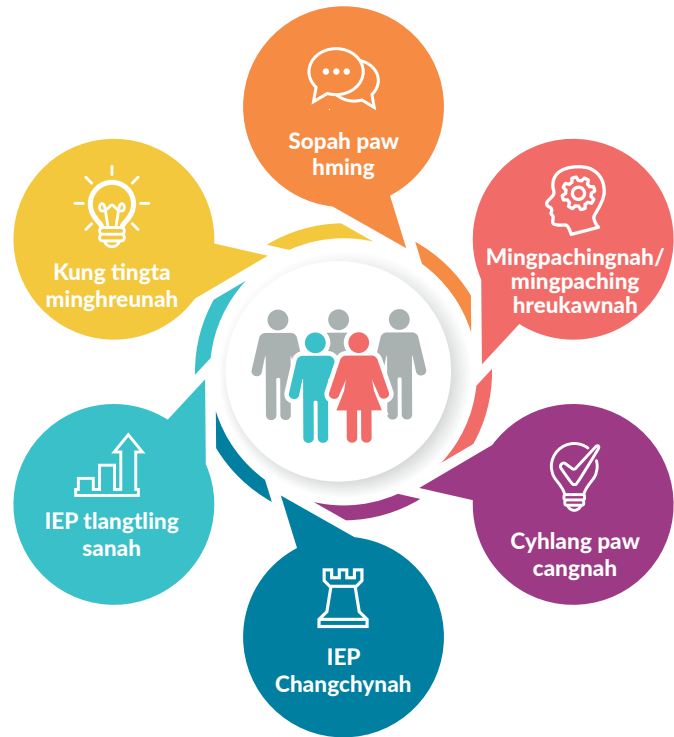 Sopah paw
hming
Mingpachingnah/
mingpaching
hreukawnah
Cyhlang paw
cangnah
IEP
Changchynah
IEP tlangtling
sanah
Kung tingta
minghreunah